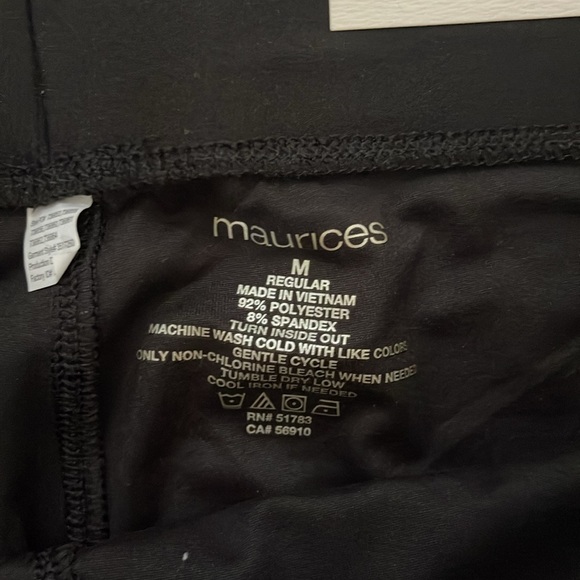 maurices
M
REGULAR
MADE IN VIETNAM
92% POLYESTER
8% SPANDEX
TURN INSIDE OUT
MACHINE WASH COLD WITH LIKE COLORS
GENTLE CYCLE
ONLY NON-CHLORINE BLEACH WHEN NEEDED
TUMBLE DRY LOW
COOL IRON IF NEEDED
RN# 51783
CA# 56910